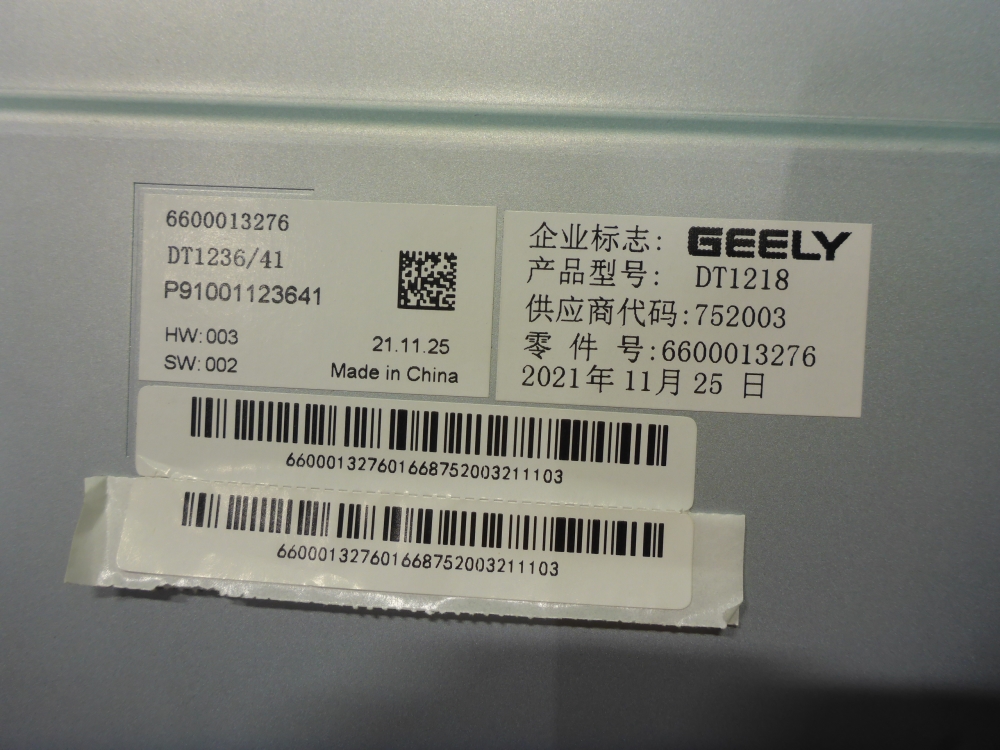 6600013276
DT1236/41
P91001123641
HW:003
SW:002
21.11.25
Made in China
企业标志: GEELY
产品型号: DT1218
供应商代码:752003
零 件 号:6600013276
2021年 11月 25 日
660001327601668752003211103
660001327601668752003211103